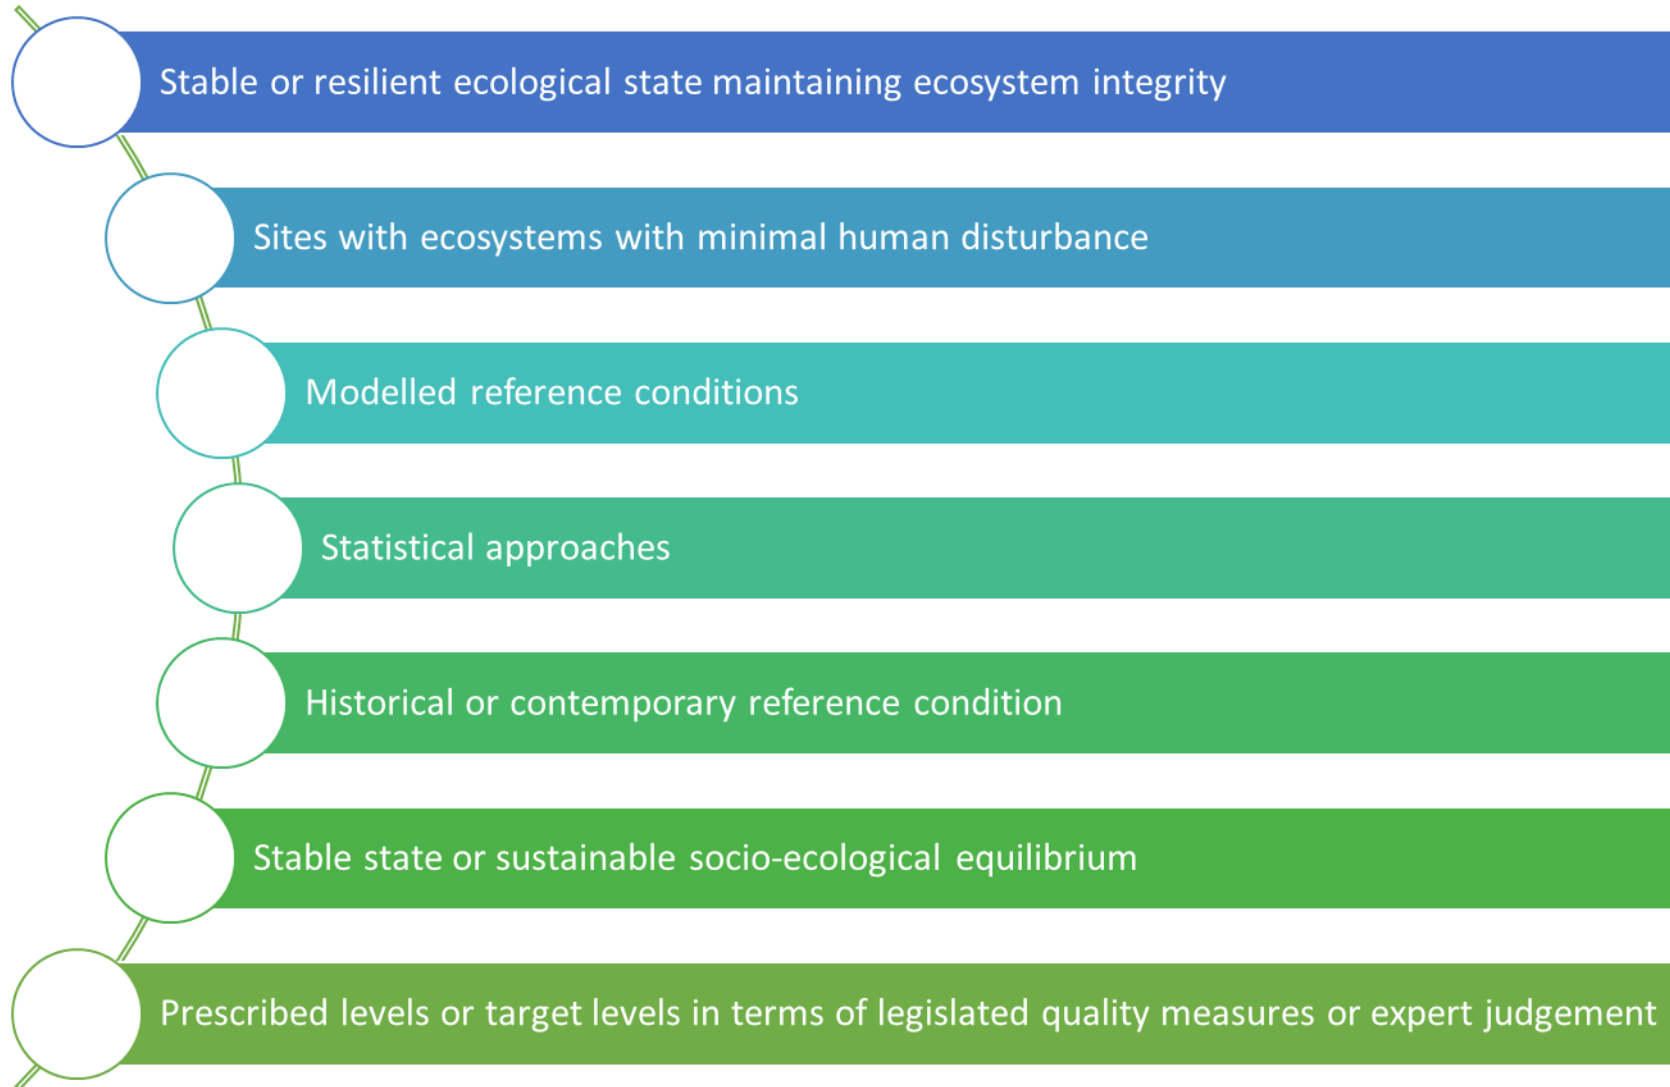 Stable or resilient ecological state maintaining ecosystem integrity
Sites with ecosystems with minimal human disturbance
Modelled reference conditions
Statistical approaches
Historical or contemporary reference condition
Stable state or sustainable socio-ecological equilibrium
Prescribed levels or target levels in terms of legislated quality measures or expert judgement